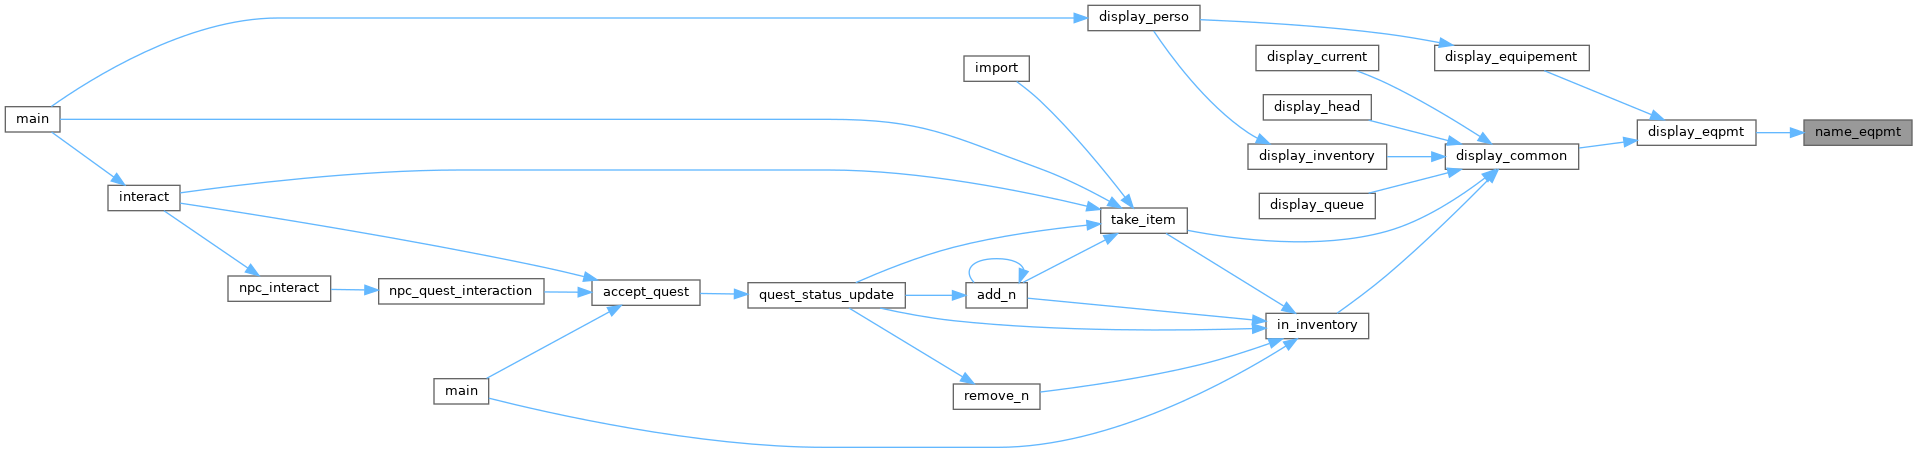 display_perso
display_current
display_equipement
import
display_head
main
display_eqpmt
name_eqpmt
display_inventory
display_common
interact
display_queue
take_item
npc_interact
npc_quest_interaction
accept_quest
quest_status_update
add_n
in_inventory
main
remove_n